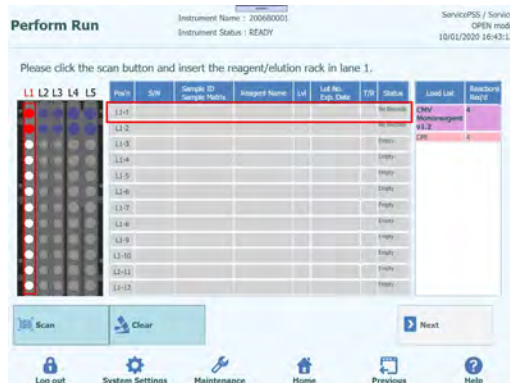 Perform Run
Instrument Name : 200680001
Instrument Status : READY
ServicePSS / Servic
OPEN mod
10/01/2020 16:43:1
Please click the scan button and insert the reagent/elution rack in lane 1.
L1 L2 L3 L4 L5
Pos'n S/N Sample ID Sample Matrix Reagent Name Lvl Lot No. Exp. Date T/R Status
L1-1 No Barcode
L1-2 No Barcode
L1-3 Empty
L1-4 Empty
L1-5 Empty
L1-6 Empty
L1-7 Empty
L1-8 Empty
L1-9 Empty
L1-10 Empty
L1-11 Empty
L1-12 Empty
Load List Reactions Req'd
CMV Monoreagent v1.2 4
CPE 4
Scan
Clear
Next
Log out
System Settings
Maintenance
Home
Previous
Help